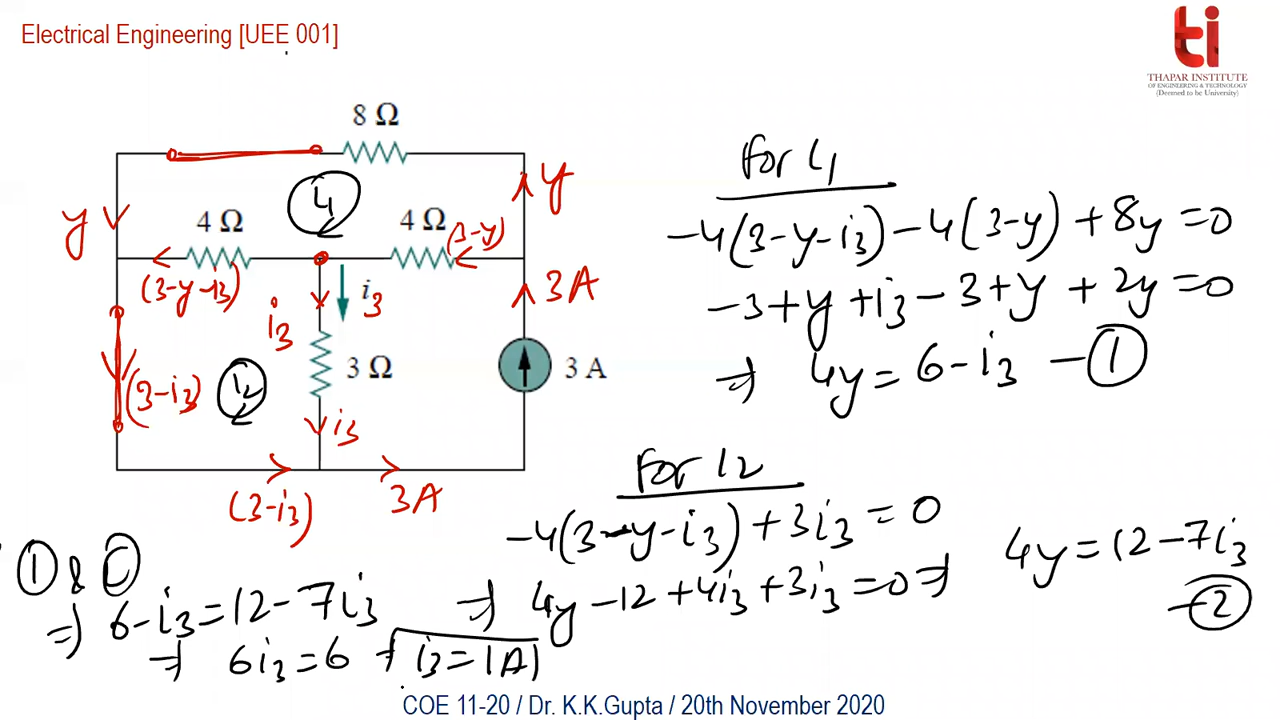 Electrical Engineering [UEE 001]
ti
THAPAR INSTITUTE
OF ENGINEERING & TECHNOLOGY
(Deemed to be University)
8 Ω
y
y
4 Ω
4 Ω
(3-y)
(3-y-i3)
i3
i3
3A
3 Ω
3 A
(3-i3)
i3
(3-i3)
3A
L1
L2
For L1
-4(3-y-i3) -4(3-y) + 8y = 0
-3+y+i3-3+y+2y=0
⇒ 4y = 6-i3 -①
For L2
-4(3-y-i3)+3i3 = 0
⇒ 4y-12+4i3+3i3=0⇒
4y=12-7i3
-②
① &
⇒ 6-i3=12-7i3
⇒ 6i3=6 ⇒ i3=1A
COE 11-20 / Dr. K.K.Gupta / 20th November 2020